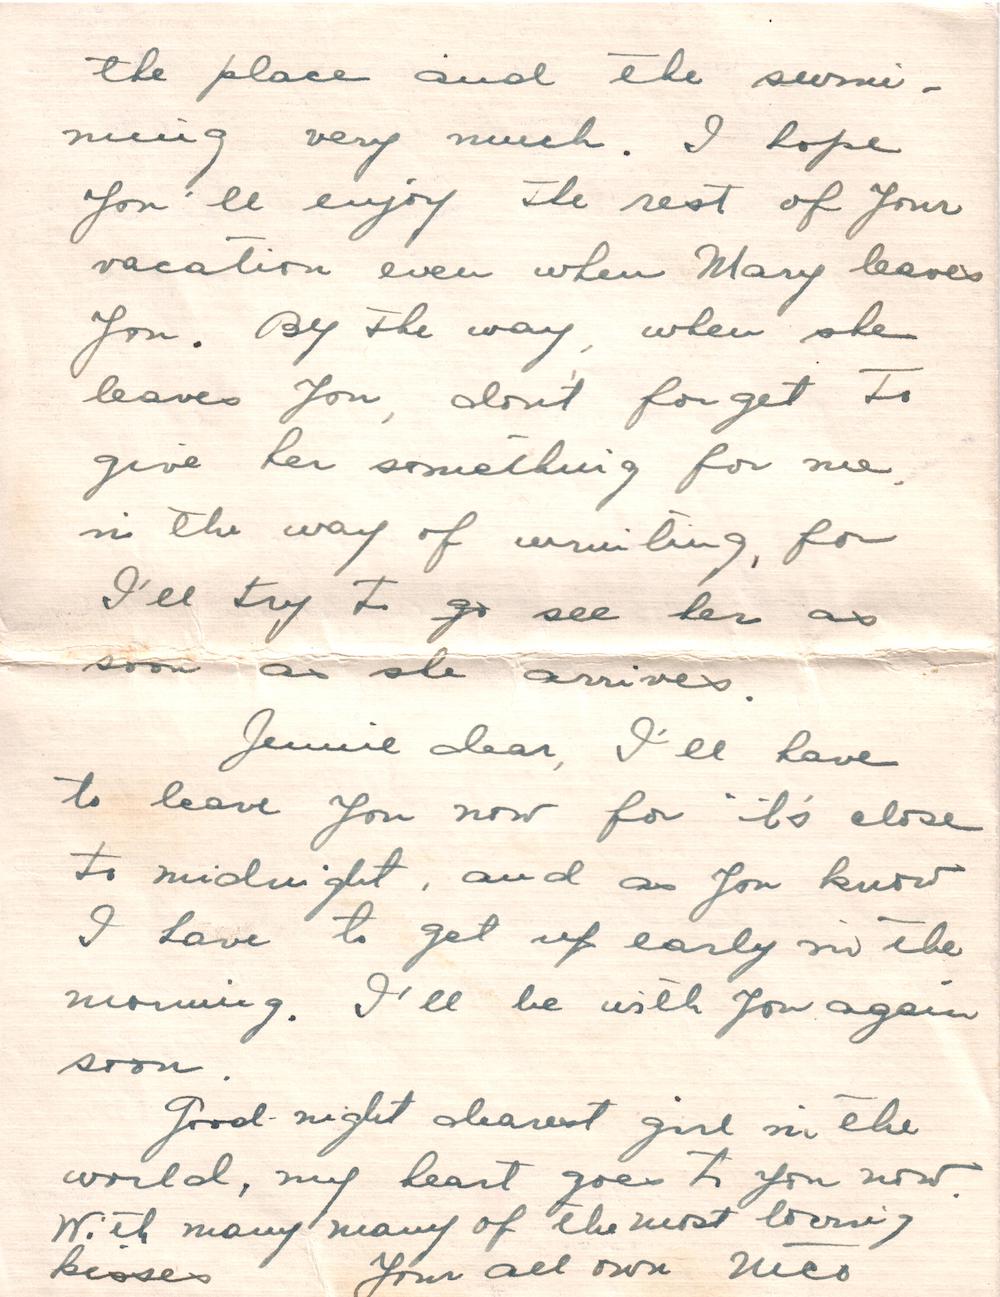 the place and the swimi-
ming very much. I hope
You'll enjoy the rest of Your
vacation even when Mary leaves
You. By the way, when she
leaves You, don't forget to
give her something for me,
in the way of writing, for
I'll try to go see her as
soon as she arrives.
Jennie dear, I'll have
to leave You now for it's close
to midnight, and as You know
I have to get up early in the
morning. I'll be with You again
soon.
Good-night dearest girl in the
world, my heart goes to You now.
With many many of the most loving
kisses Your all own Nico